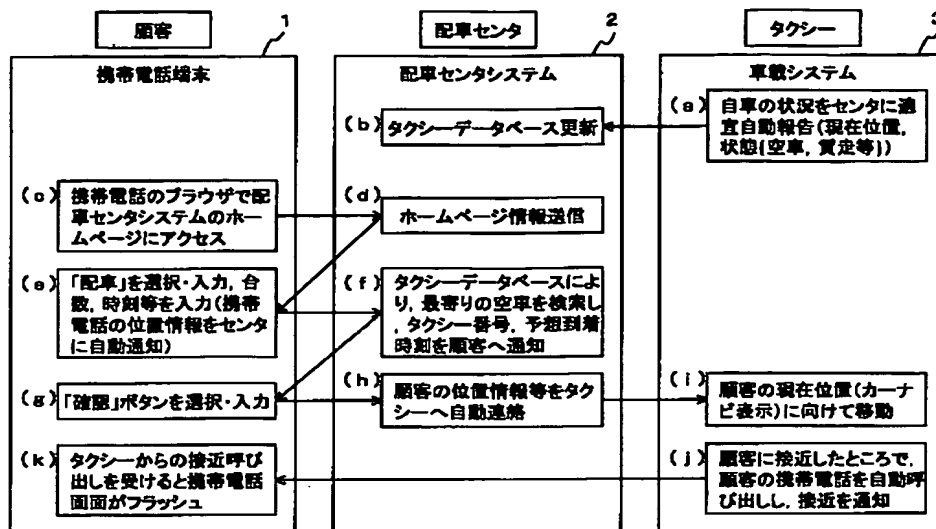 顧客
1
配車センタ
2
タクシー
3
携帯電話端末
配車センタシステム
車載システム
(a)
自車の状況をセンタに適
宜自動報告(現在位置,
状態(空車, 賃走等))
(b)
タクシーデータベース更新
(c)
携帯電話のブラウザで配
車センタシステムのホー
ムページにアクセス
(d)
ホームページ情報送信
(e)
「配車」を選択・入力, 台
数, 時刻等を入力(携帯
電話の位置情報をセンタ
に自動通知)
(f)
タクシーデータベースによ
り, 最寄りの空車を検索し
, タクシー番号, 予想到着
時刻を顧客へ通知
(g)
「確認」ボタンを選択・入力
(h)
顧客の位置情報等をタク
シーへ自動連絡
(i)
顧客の現在位置(カーナ
ビ表示)に向けて移動
(j)
顧客に接近したところで,
顧客の携帯電話を自動呼
び出しし, 接近を通知
(k)
タクシーからの接近呼び
出しを受けると携帯電話
画面がフラッシュ